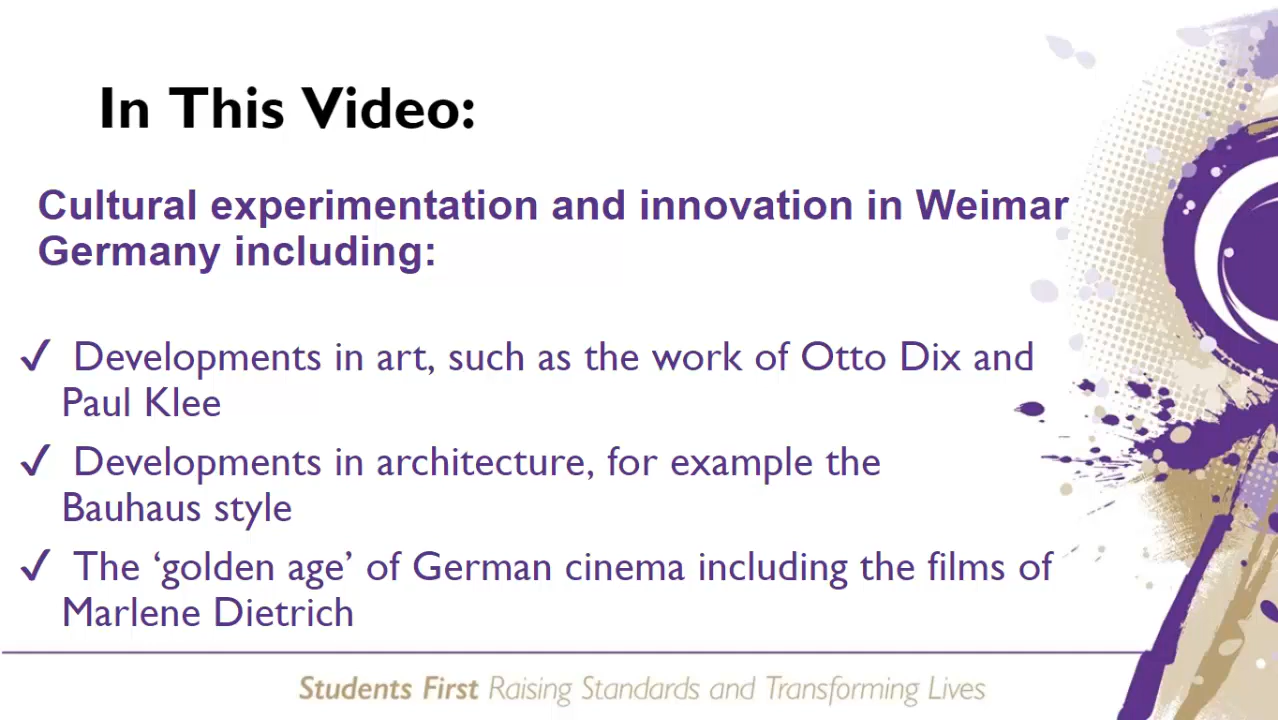 In This Video:
Cultural experimentation and innovation in Weimar
Germany including:
✓ Developments in art, such as the work of Otto Dix and
Paul Klee
✓ Developments in architecture, for example the
Bauhaus style
✓ The ‘golden age’ of German cinema including the films of
Marlene Dietrich
Students First Raising Standards and Transforming Lives